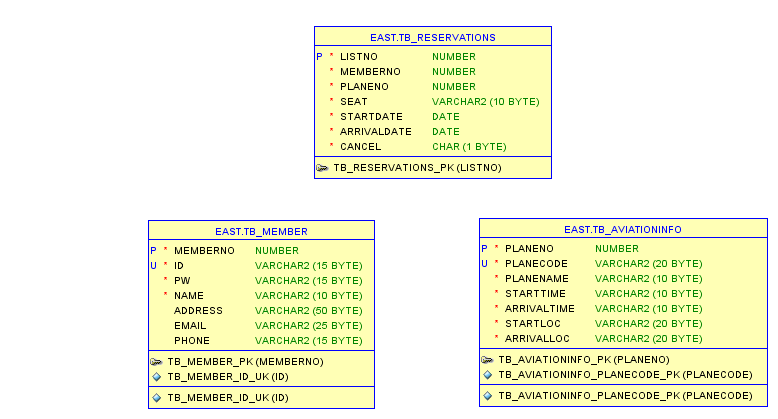 EAST.TB_RESERVATIONS
P * LISTNO NUMBER
* MEMBERNO NUMBER
* PLANENO NUMBER
* SEAT VARCHAR2 (10 BYTE)
* STARTDATE DATE
* ARRIVALDATE DATE
* CANCEL CHAR (1 BYTE)
TB_RESERVATIONS_PK (LISTNO)
EAST.TB_MEMBER
P * MEMBERNO NUMBER
U * ID VARCHAR2 (15 BYTE)
* PW VARCHAR2 (15 BYTE)
* NAME VARCHAR2 (10 BYTE)
ADDRESS VARCHAR2 (50 BYTE)
EMAIL VARCHAR2 (25 BYTE)
PHONE VARCHAR2 (15 BYTE)
TB_MEMBER_PK (MEMBERNO)
TB_MEMBER_ID_UK (ID)
TB_MEMBER_ID_UK (ID)
EAST.TB_AVIATIONINFO
P * PLANENO NUMBER
U * PLANECODE VARCHAR2 (20 BYTE)
* PLANENAME VARCHAR2 (10 BYTE)
* STARTTIME VARCHAR2 (10 BYTE)
* ARRIVALTIME VARCHAR2 (10 BYTE)
* STARTLOC VARCHAR2 (20 BYTE)
* ARRIVALLOC VARCHAR2 (20 BYTE)
TB_AVIATIONINFO_PK (PLANENO)
TB_AVIATIONINFO_PLANECODE_PK (PLANECODE)
TB_AVIATIONINFO_PLANECODE_PK (PLANECODE)